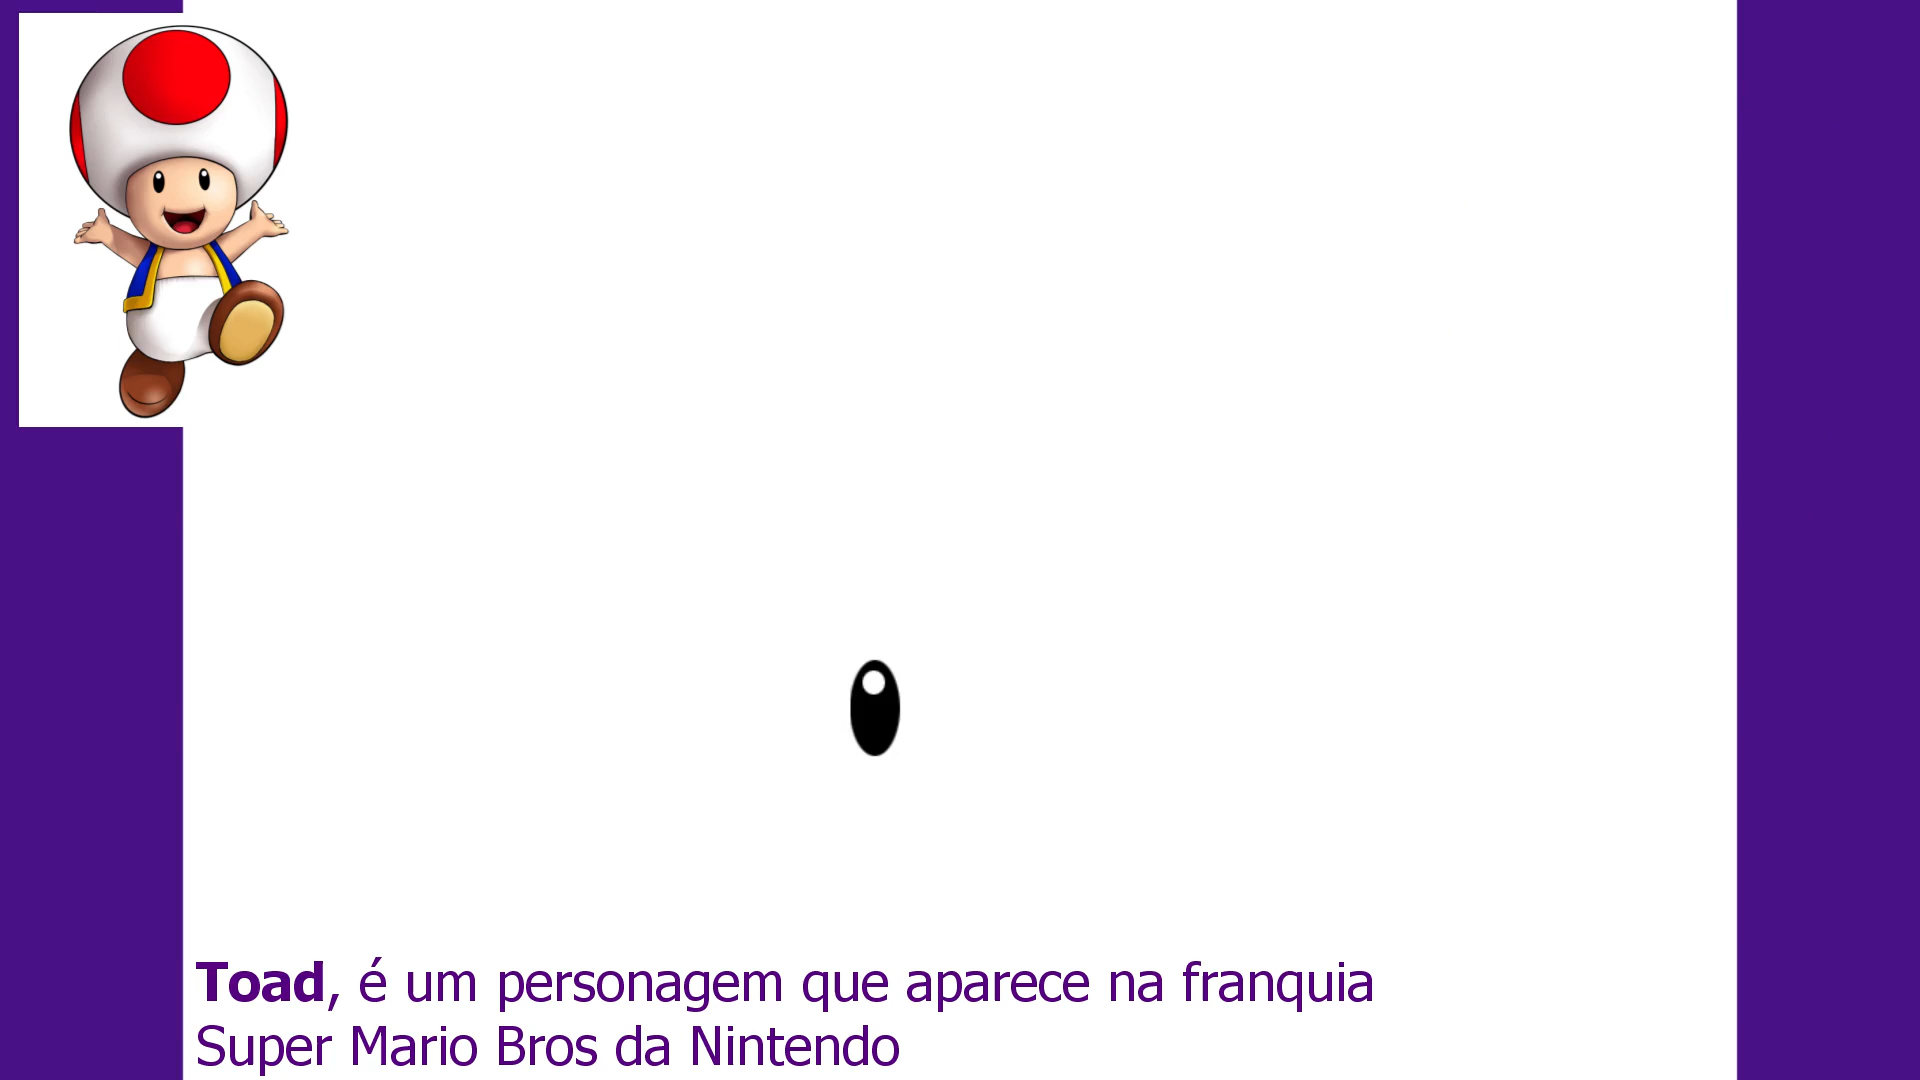 Toad, é um personagem que aparece na franquia
Super Mario Bros da Nintendo